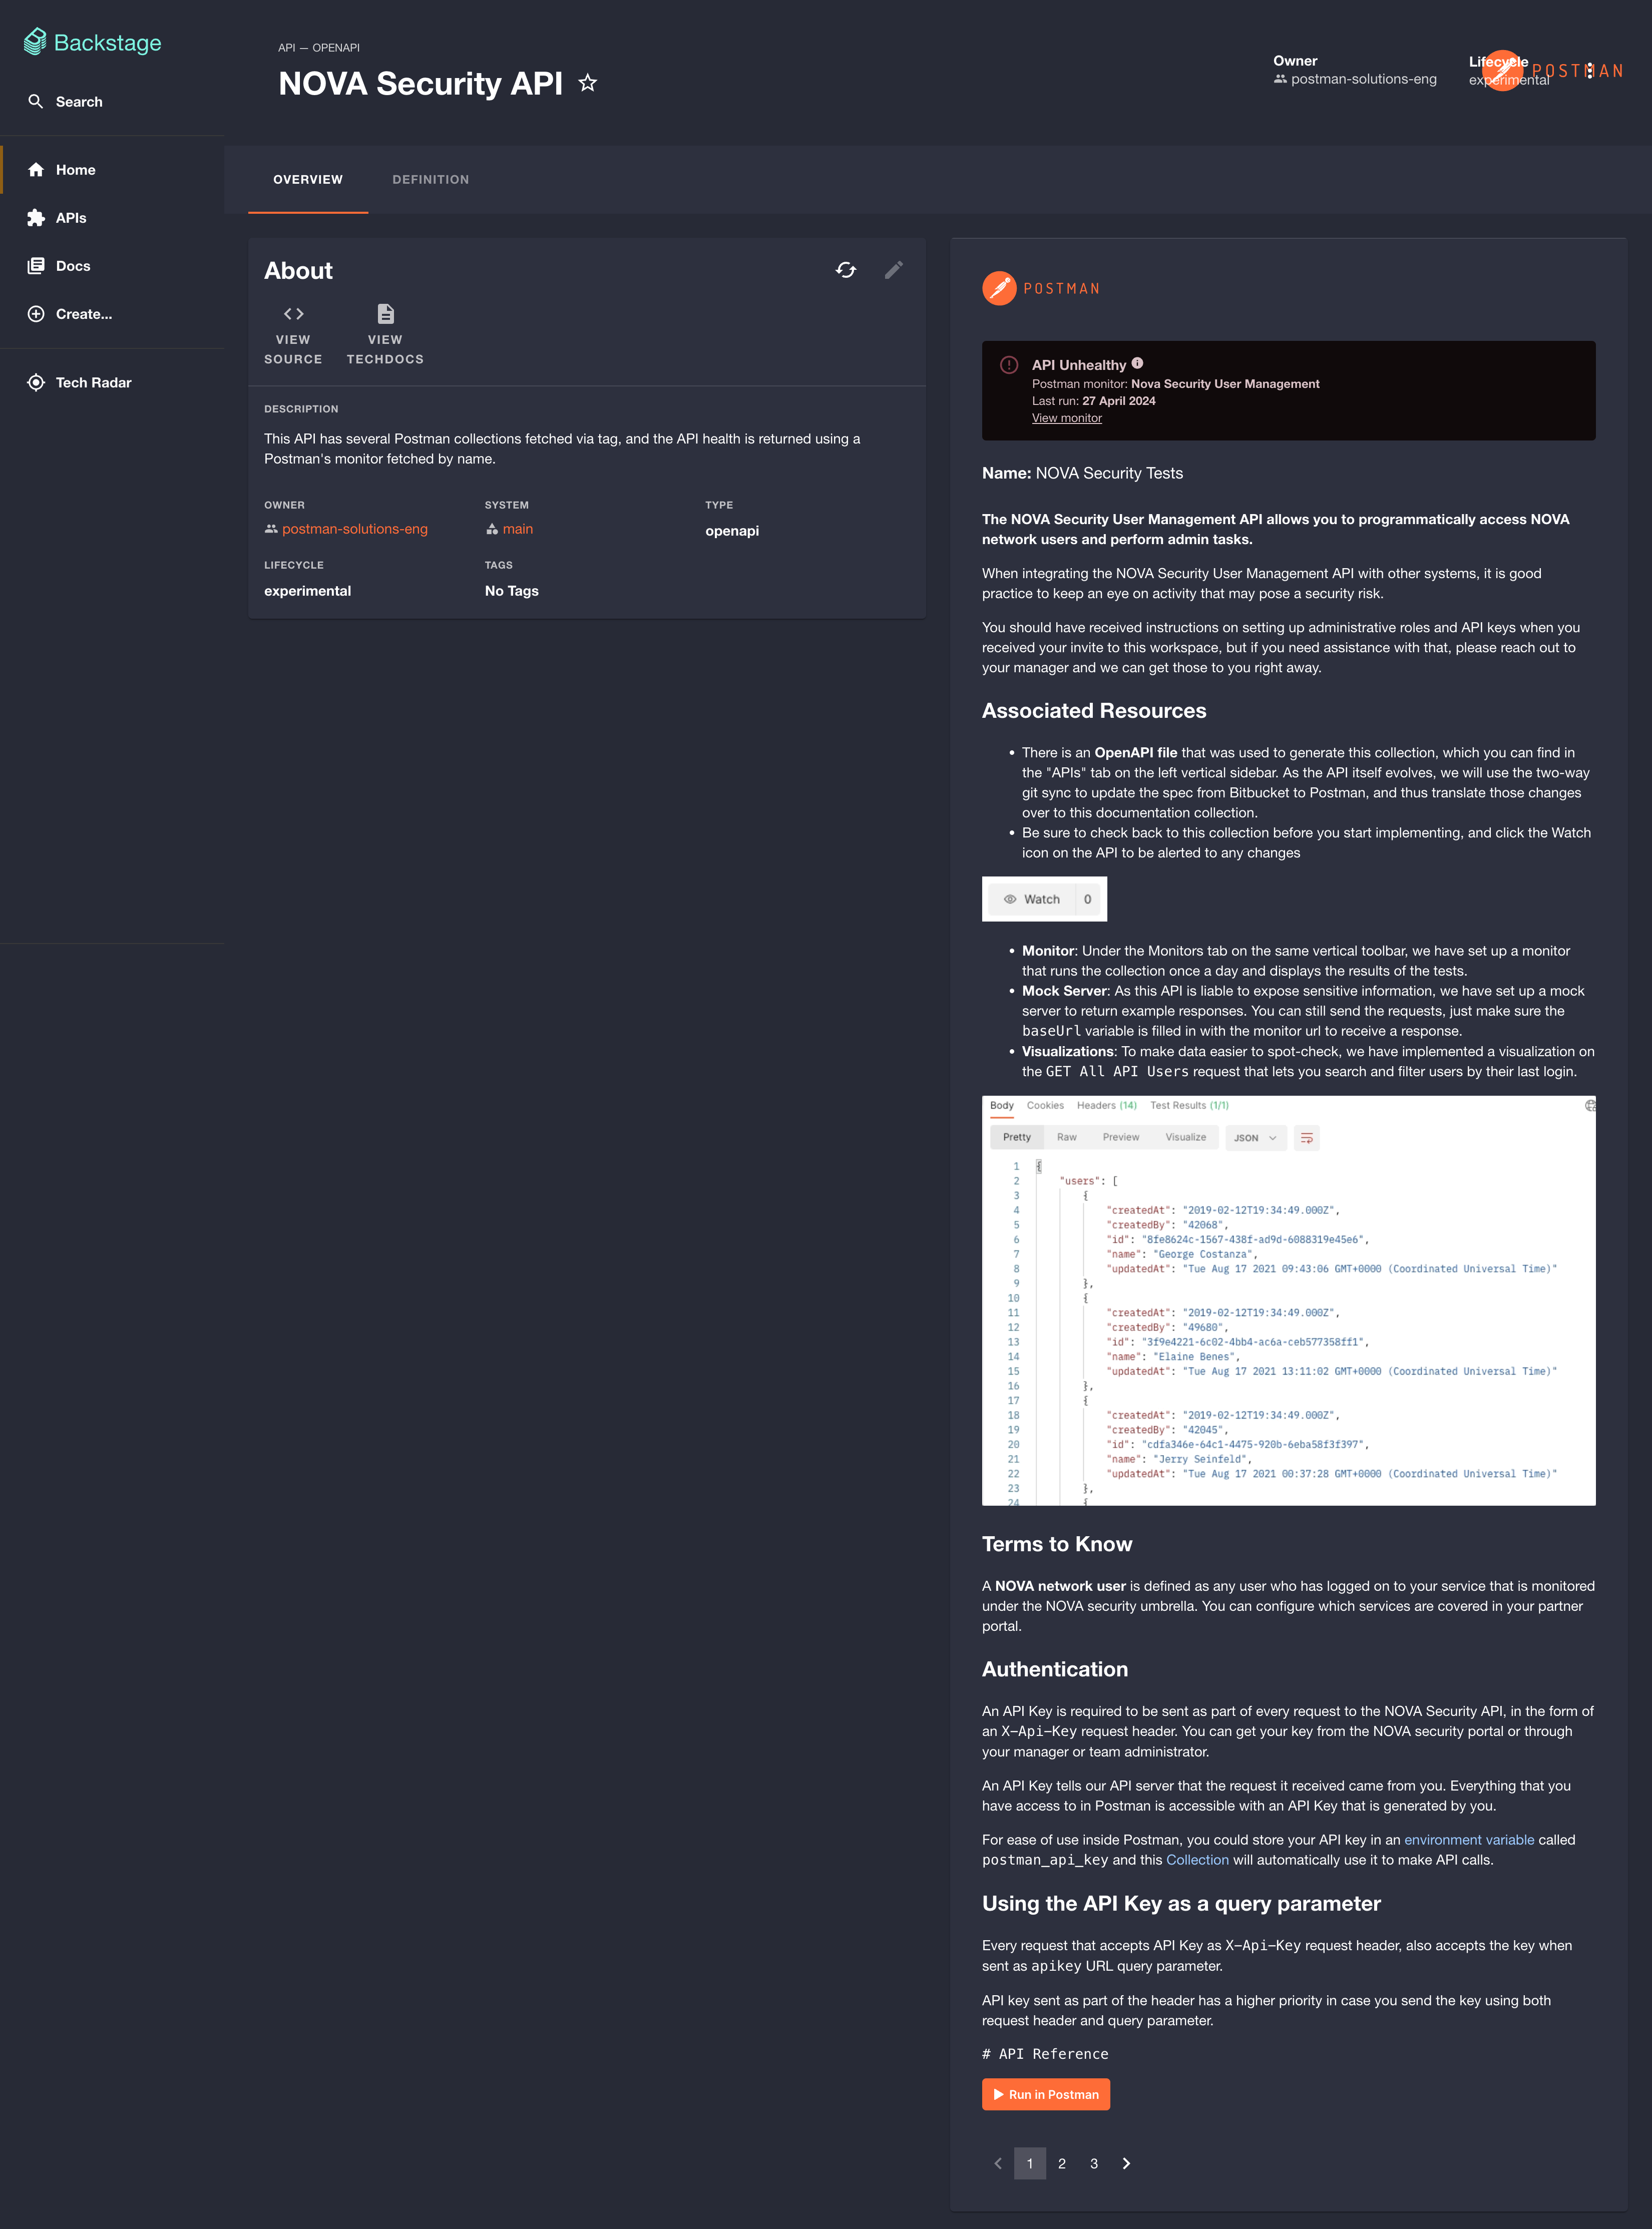 Backstage
Search
Home
APIs
Docs
Create...
Tech Radar
API — OPENAPI
NOVA Security API
Owner
postman-solutions-eng
Lifecycle
experimental
POSTMAN
OVERVIEW
DEFINITION
About
VIEW
SOURCE
VIEW
TECHDOCS
DESCRIPTION
This API has several Postman collections fetched via tag, and the API health is returned using a
Postman's monitor fetched by name.
OWNER
postman-solutions-eng
SYSTEM
main
TYPE
openapi
LIFECYCLE
experimental
TAGS
No Tags
POSTMAN
API Unhealthy
Postman monitor: Nova Security User Management
Last run: 27 April 2024
View monitor
Name: NOVA Security Tests
The NOVA Security User Management API allows you to programmatically access NOVA
network users and perform admin tasks.
When integrating the NOVA Security User Management API with other systems, it is good
practice to keep an eye on activity that may pose a security risk.
You should have received instructions on setting up administrative roles and API keys when you
received your invite to this workspace, but if you need assistance with that, please reach out to
your manager and we can get those to you right away.
Associated Resources
• There is an OpenAPI file that was used to generate this collection, which you can find in
the "APIs" tab on the left vertical sidebar. As the API itself evolves, we will use the two-way
git sync to update the spec from Bitbucket to Postman, and thus translate those changes
over to this documentation collection.
• Be sure to check back to this collection before you start implementing, and click the Watch
icon on the API to be alerted to any changes
Watch 0
• Monitor: Under the Monitors tab on the same vertical toolbar, we have set up a monitor
that runs the collection once a day and displays the results of the tests.
• Mock Server: As this API is liable to expose sensitive information, we have set up a mock
server to return example responses. You can still send the requests, just make sure the
baseUrl variable is filled in with the monitor url to receive a response.
• Visualizations: To make data easier to spot-check, we have implemented a visualization on
the GET All API Users request that lets you search and filter users by their last login.
Body Cookies Headers (14) Test Results (1/1)
Pretty Raw Preview Visualize JSON
1 {
2 "users": [
3 {
4 "createdAt": "2019-02-12T19:34:49.000Z",
5 "createdBy": "42068",
6 "id": "8fe8624c-1567-438f-ad9d-6088319e45e6",
7 "name": "George Costanza",
8 "updatedAt": "Tue Aug 17 2021 09:43:06 GMT+0000 (Coordinated Universal Time)"
9 },
10 {
11 "createdAt": "2019-02-12T19:34:49.000Z",
12 "createdBy": "49680",
13 "id": "3f9e4221-6c02-4bb4-ac6a-ceb577358ff1",
14 "name": "Elaine Benes",
15 "updatedAt": "Tue Aug 17 2021 13:11:02 GMT+0000 (Coordinated Universal Time)"
16 },
17 {
18 "createdAt": "2019-02-12T19:34:49.000Z",
19 "createdBy": "42045",
20 "id": "cdfa346e-64c1-4475-920b-6eba58f3f397",
21 "name": "Jerry Seinfeld",
22 "updatedAt": "Tue Aug 17 2021 00:37:28 GMT+0000 (Coordinated Universal Time)"
23 },
24 {
Terms to Know
A NOVA network user is defined as any user who has logged on to your service that is monitored
under the NOVA security umbrella. You can configure which services are covered in your partner
portal.
Authentication
An API Key is required to be sent as part of every request to the NOVA Security API, in the form of
an X-Api-Key request header. You can get your key from the NOVA security portal or through
your manager or team administrator.
An API Key tells our API server that the request it received came from you. Everything that you
have access to in Postman is accessible with an API Key that is generated by you.
For ease of use inside Postman, you could store your API key in an environment variable called
postman_api_key and this Collection will automatically use it to make API calls.
Using the API Key as a query parameter
Every request that accepts API Key as X-Api-Key request header, also accepts the key when
sent as apikey URL query parameter.
API key sent as part of the header has a higher priority in case you send the key using both
request header and query parameter.
# API Reference
Run in Postman
1 2 3